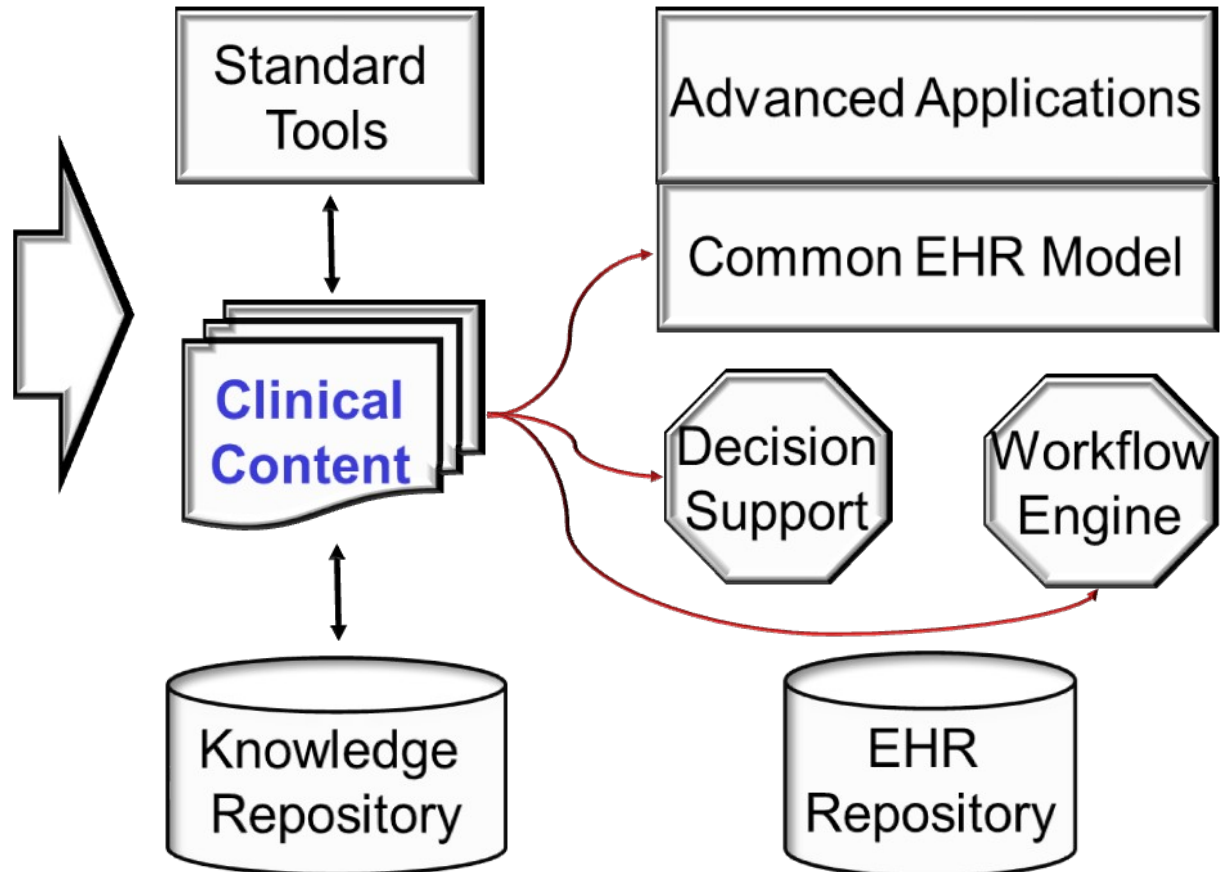 Standard
Tools
Advanced Applications
Common EHR Model
Clinical
Content
Decision
Support
Workflow
Engine
Knowledge
Repository
EHR
Repository